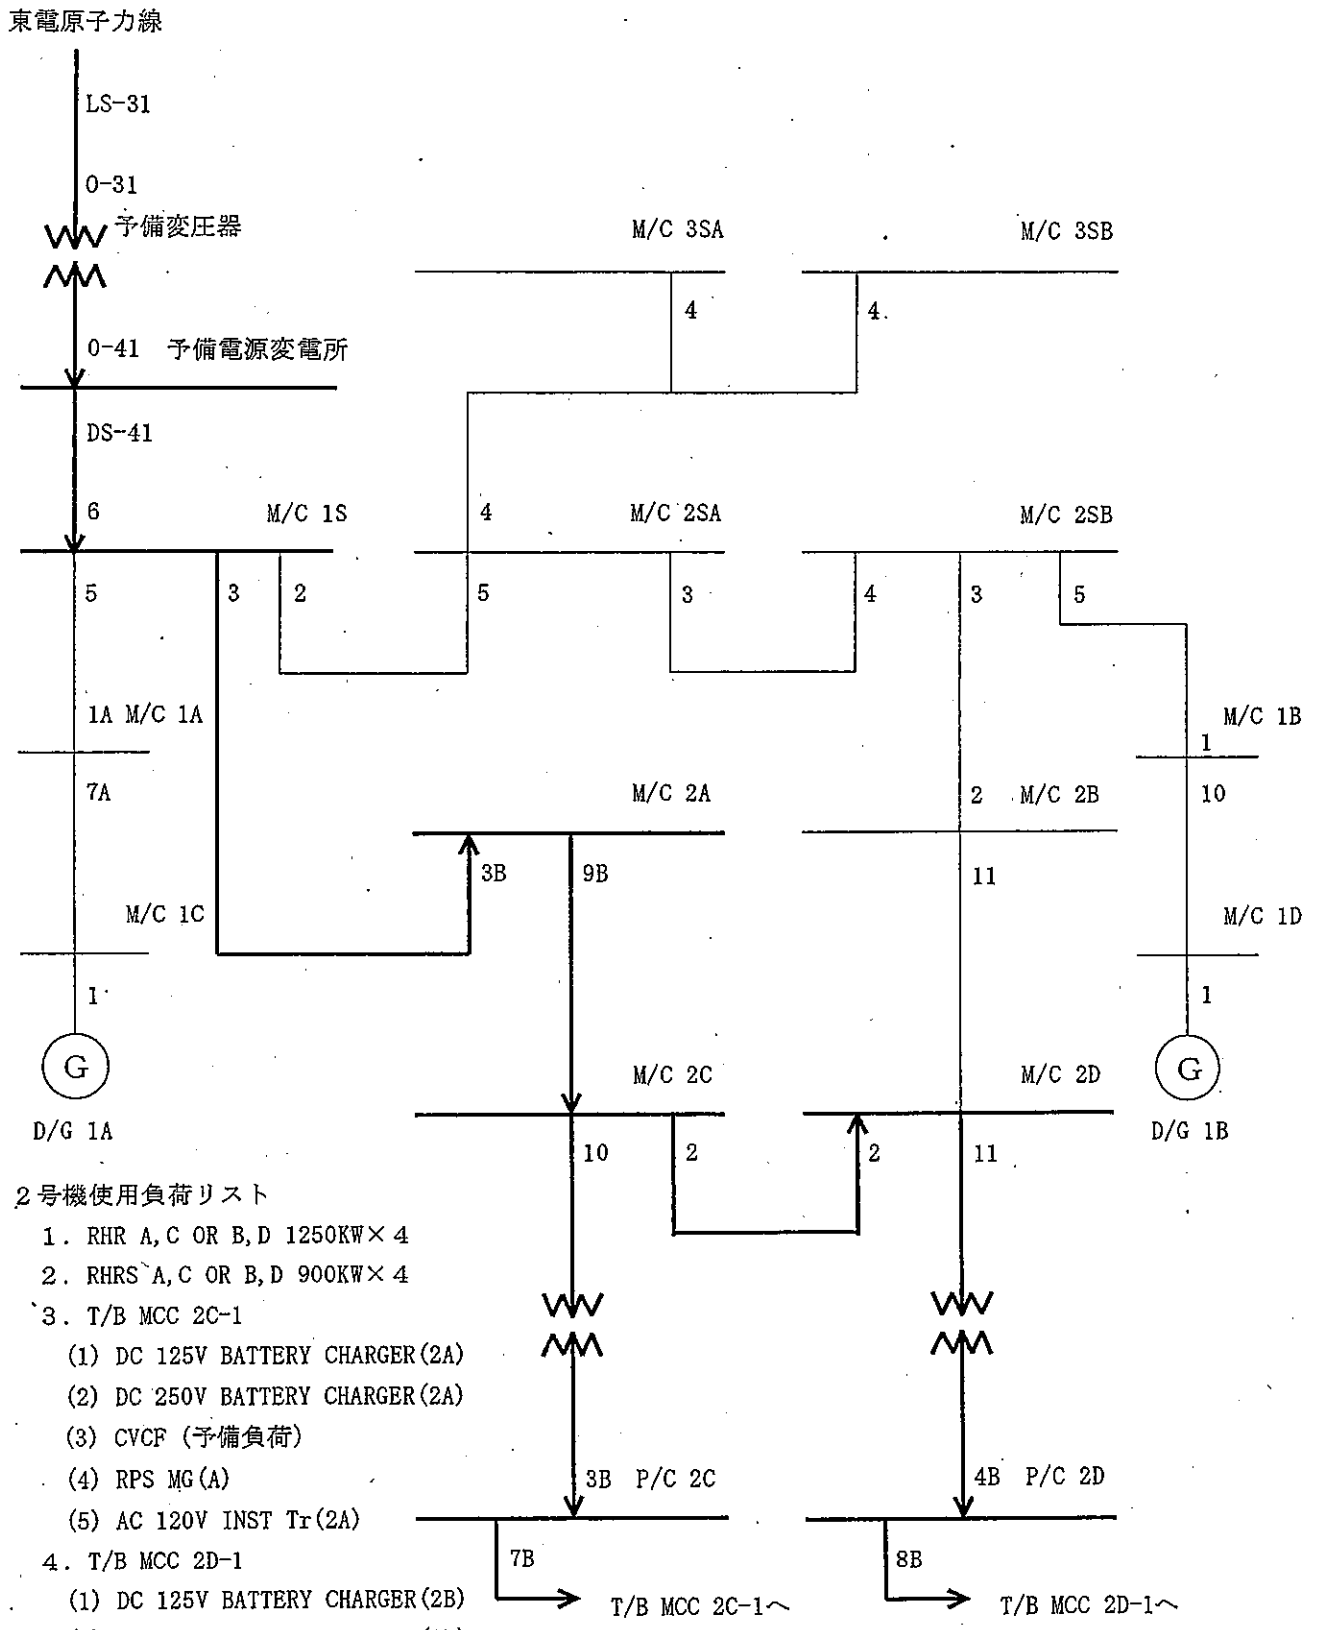 東電原子力線
LS-31
0-31
予備変圧器
M/C 3SA
M/C 3SB
4
4
0-41 予備電源変電所
DS-41
6
M/C 1S
4
M/C 2SA
M/C 2SB
5
3
2
5
3
4
3
5
1A M/C 1A
M/C 1B
1
7A
M/C 2A
2
M/C 2B
10
3B
9B
11
M/C 1C
M/C 1D
1
1
G
M/C 2C
M/C 2D
G
D/G 1A
D/G 1B
10
2
2
11
2号機使用負荷リスト
1. RHR A,C OR B,D 1250KW×4
2. RHRS A,C OR B,D 900KW×4
3. T/B MCC 2C-1
(1) DC 125V BATTERY CHARGER(2A)
(2) DC 250V BATTERY CHARGER(2A)
(3) CVCF (予備負荷)
(4) RPS MG(A)
(5) AC 120V INST Tr(2A)
3B P/C 2C
4B P/C 2D
4. T/B MCC 2D-1
(1) DC 125V BATTERY CHARGER(2B)
7B
8B
T/B MCC 2C-1へ
T/B MCC 2D-1へ